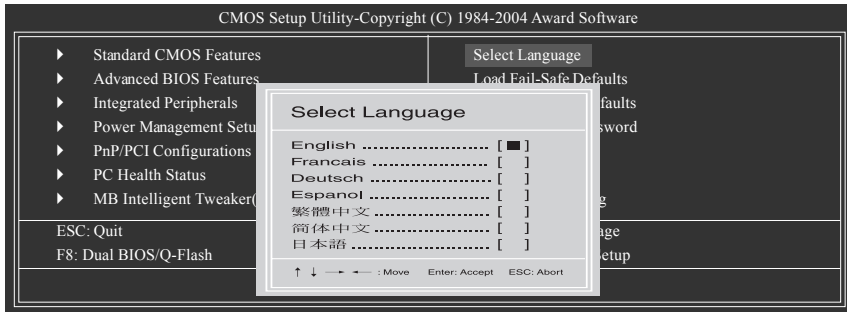 CMOS Setup Utility-Copyright (C) 1984-2004 Award Software
Standard CMOS Features
Advanced BIOS Features
Integrated Peripherals
Power Management Setu
PnP/PCI Configurations
PC Health Status
MB Intelligent Tweaker(
Select Language
Load Fail-Safe Defaults
faults
sword
g
ESC: Quit
F8: Dual BIOS/Q-Flash
age
Setup
Select Language
English ...................... [■]
Francais ..................... [ ]
Deutsch ...................... [ ]
Espanol ...................... [ ]
繁體中文 ..................... [ ]
简体中文 ..................... [ ]
日本語 ........................ [ ]
↑ ↓ → ← : Move Enter: Accept ESC: Abort